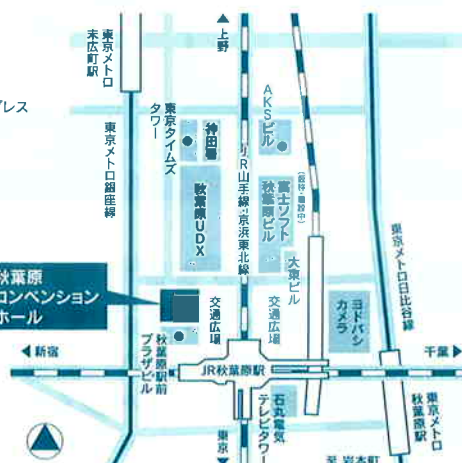 上野
東京メトロ
末広町駅
プレス
東京メトロ銀座線
東京タイムズ
タワー
神田署
AKSビル
JR山手線・京浜東北線
秋葉原UDX
富士ソフト
秋葉原ビル
東京メトロ日比谷線
大東ビル
秋葉原
コンベンション
ホール
交通広場
交通広場
ヨドバシ
カメラ
新宿
秋葉原駅前
プラザビル
JR秋葉原駅
千葉
石丸電気
テレビタワー
東京メトロ
秋葉原駅
東京
至 岩本町